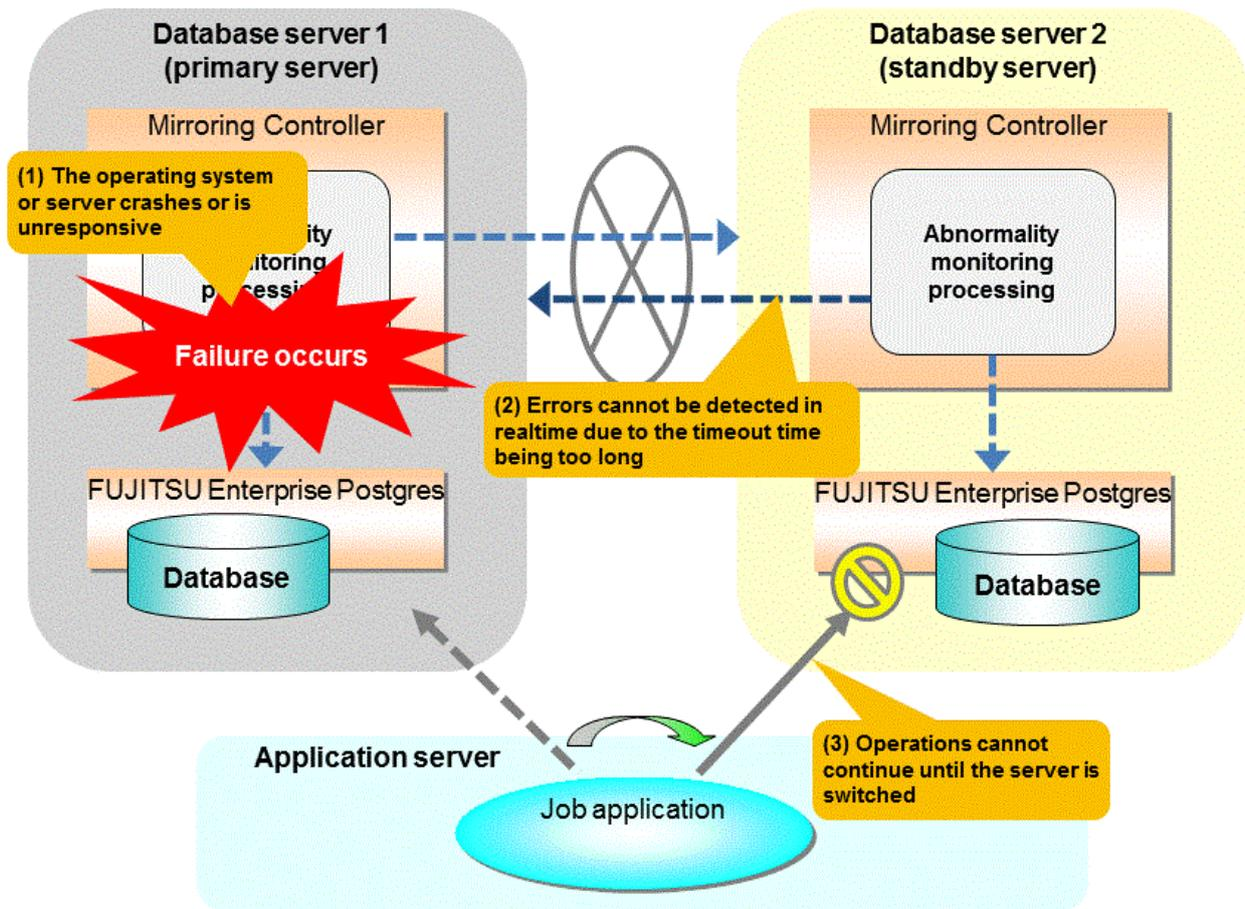 Database server 1
(primary server)
Database server 2
(standby server)
Mirroring Controller
Mirroring Controller
(1) The operating system
or server crashes or is
unresponsive
Abnormality
monitoring
processing
Failure occurs
(2) Errors cannot be detected in
realtime due to the timeout time
being too long
FUJITSU Enterprise Postgres
FUJITSU Enterprise Postgres
Database
Database
(3) Operations cannot
continue until the server is
switched
Application server
Job application